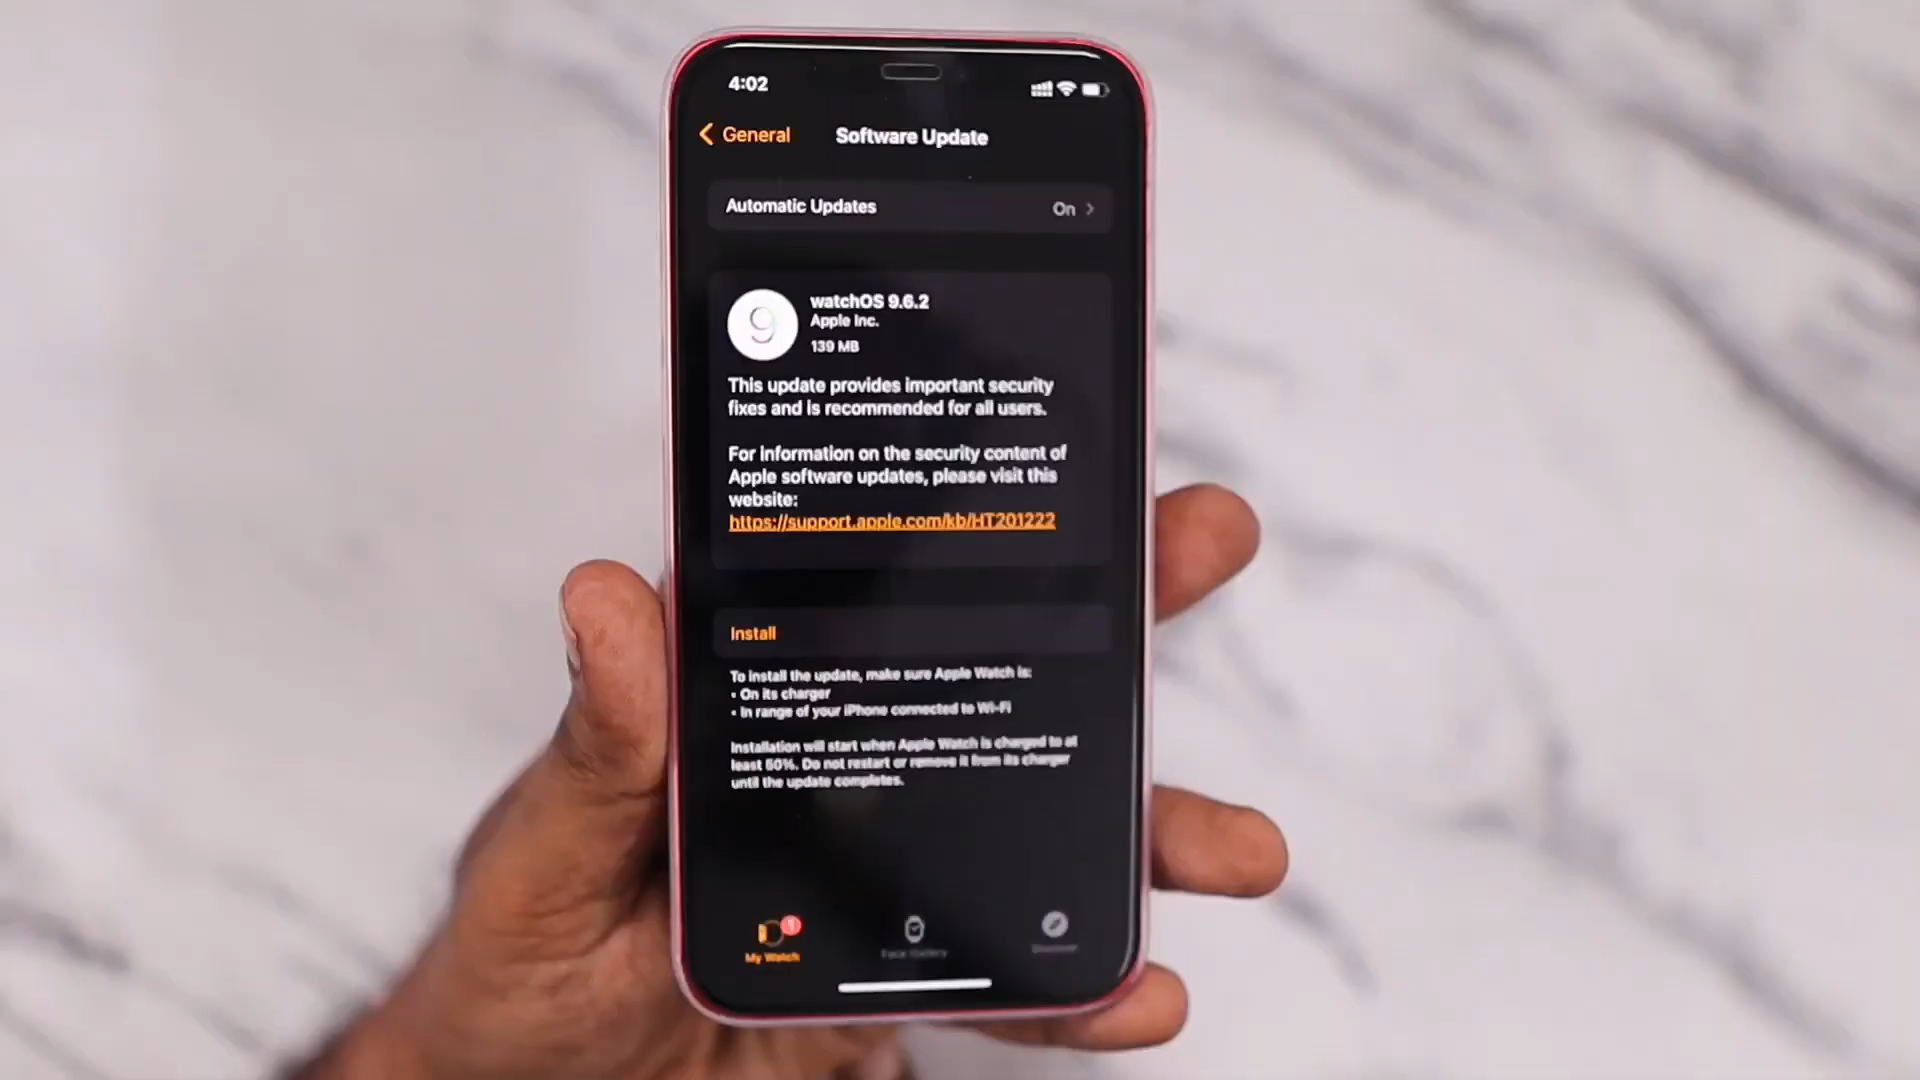 4:02
General
Software Update
Automatic Updates
On
9
watchOS 9.6.2
Apple Inc.
139 MB
This update provides important security
fixes and is recommended for all users.
For information on the security content of
Apple software updates, please visit this
website:
https://support.apple.com/kb/HT201222
Install
To install the update, make sure Apple Watch is:
• On its charger
• In range of your iPhone connected to Wi-Fi
Installation will start when Apple Watch is charged to at
least 50%. Do not restart or remove it from its charger
until the update completes.
1
My Watch
Face Gallery
Discover